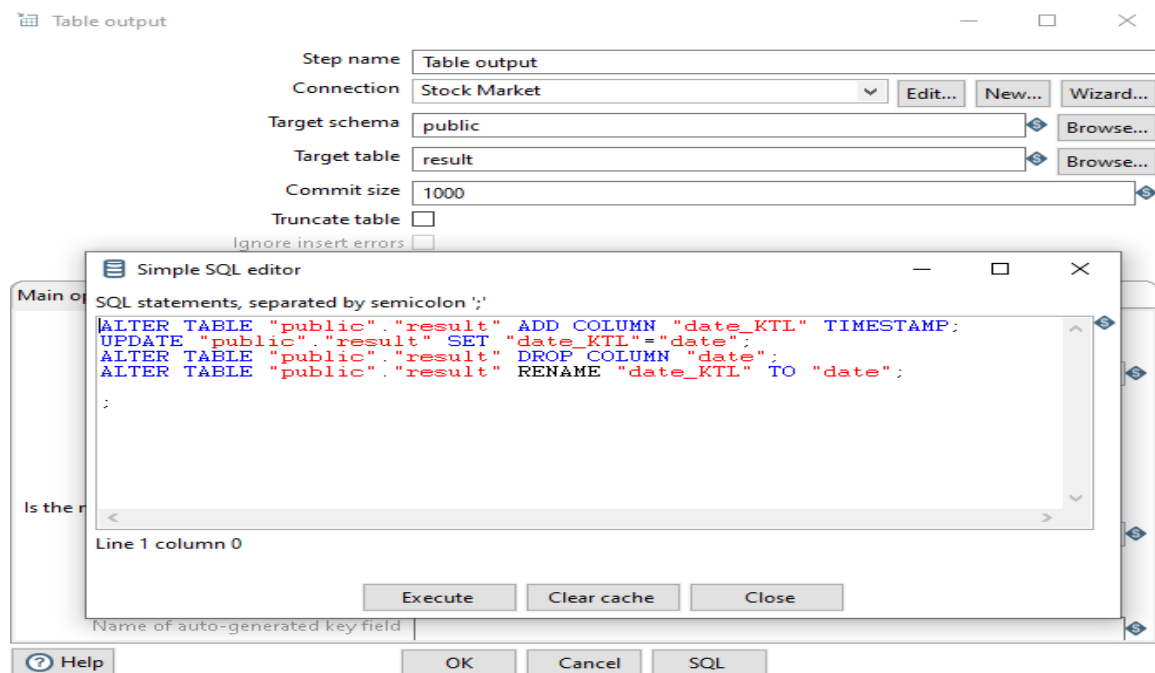 Table output
Step name Table output
Connection Stock Market Edit... New... Wizard...
Target schema public Browse...
Target table result Browse...
Commit size 1000
Truncate table
Ignore insert errors
Simple SQL editor
Main op
SQL statements, separated by semicolon ';'
ALTER TABLE "public"."result" ADD COLUMN "date_KTL" TIMESTAMP;
UPDATE "public"."result" SET "date_KTL"="date";
ALTER TABLE "public"."result" DROP COLUMN "date";
ALTER TABLE "public"."result" RENAME "date_KTL" TO "date";
;
Is the r
Line 1 column 0
Execute Clear cache Close
Name of auto-generated key field
Help OK Cancel SQL